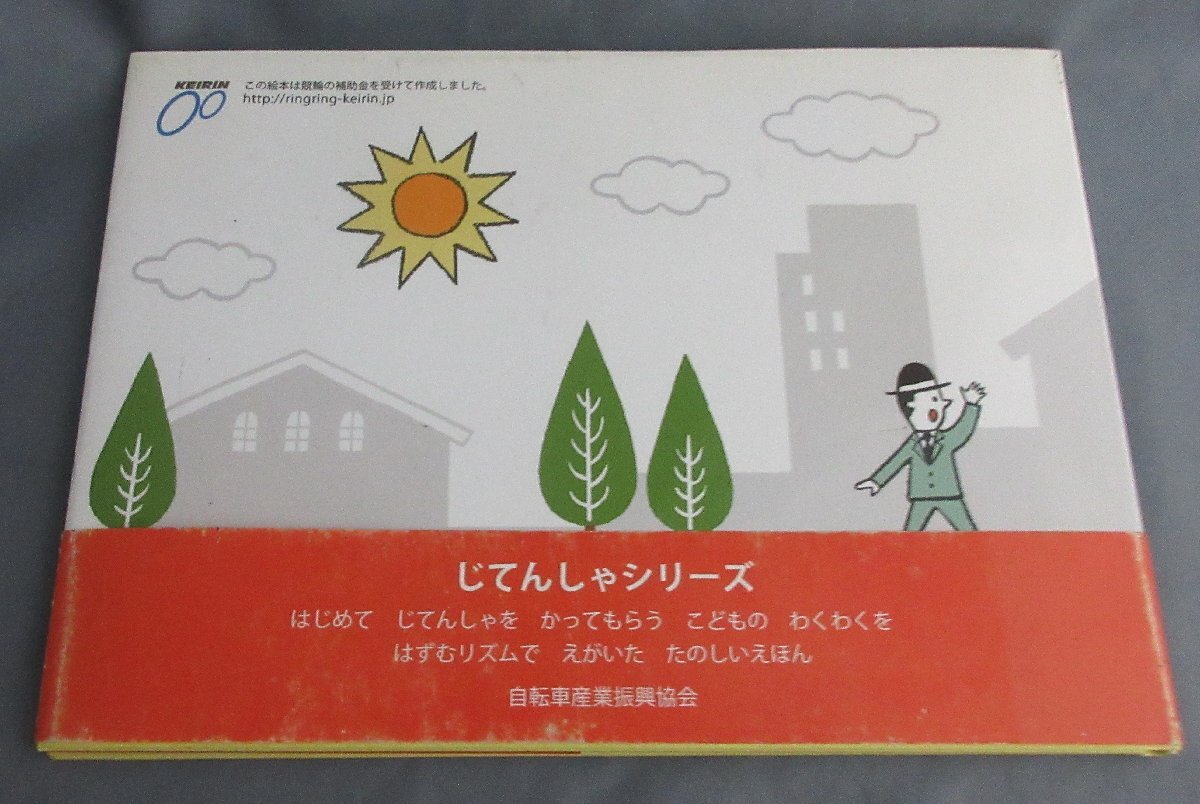 KEIRIN
この絵本は競輪の補助金を受けて作成しました。
http://ringring-keirin.jp
じてんしゃシリーズ
はじめて　じてんしゃを　かってもらう　こどもの　わくわくを
はずむリズムで　えがいた　たのしいえほん
自転車産業振興協会